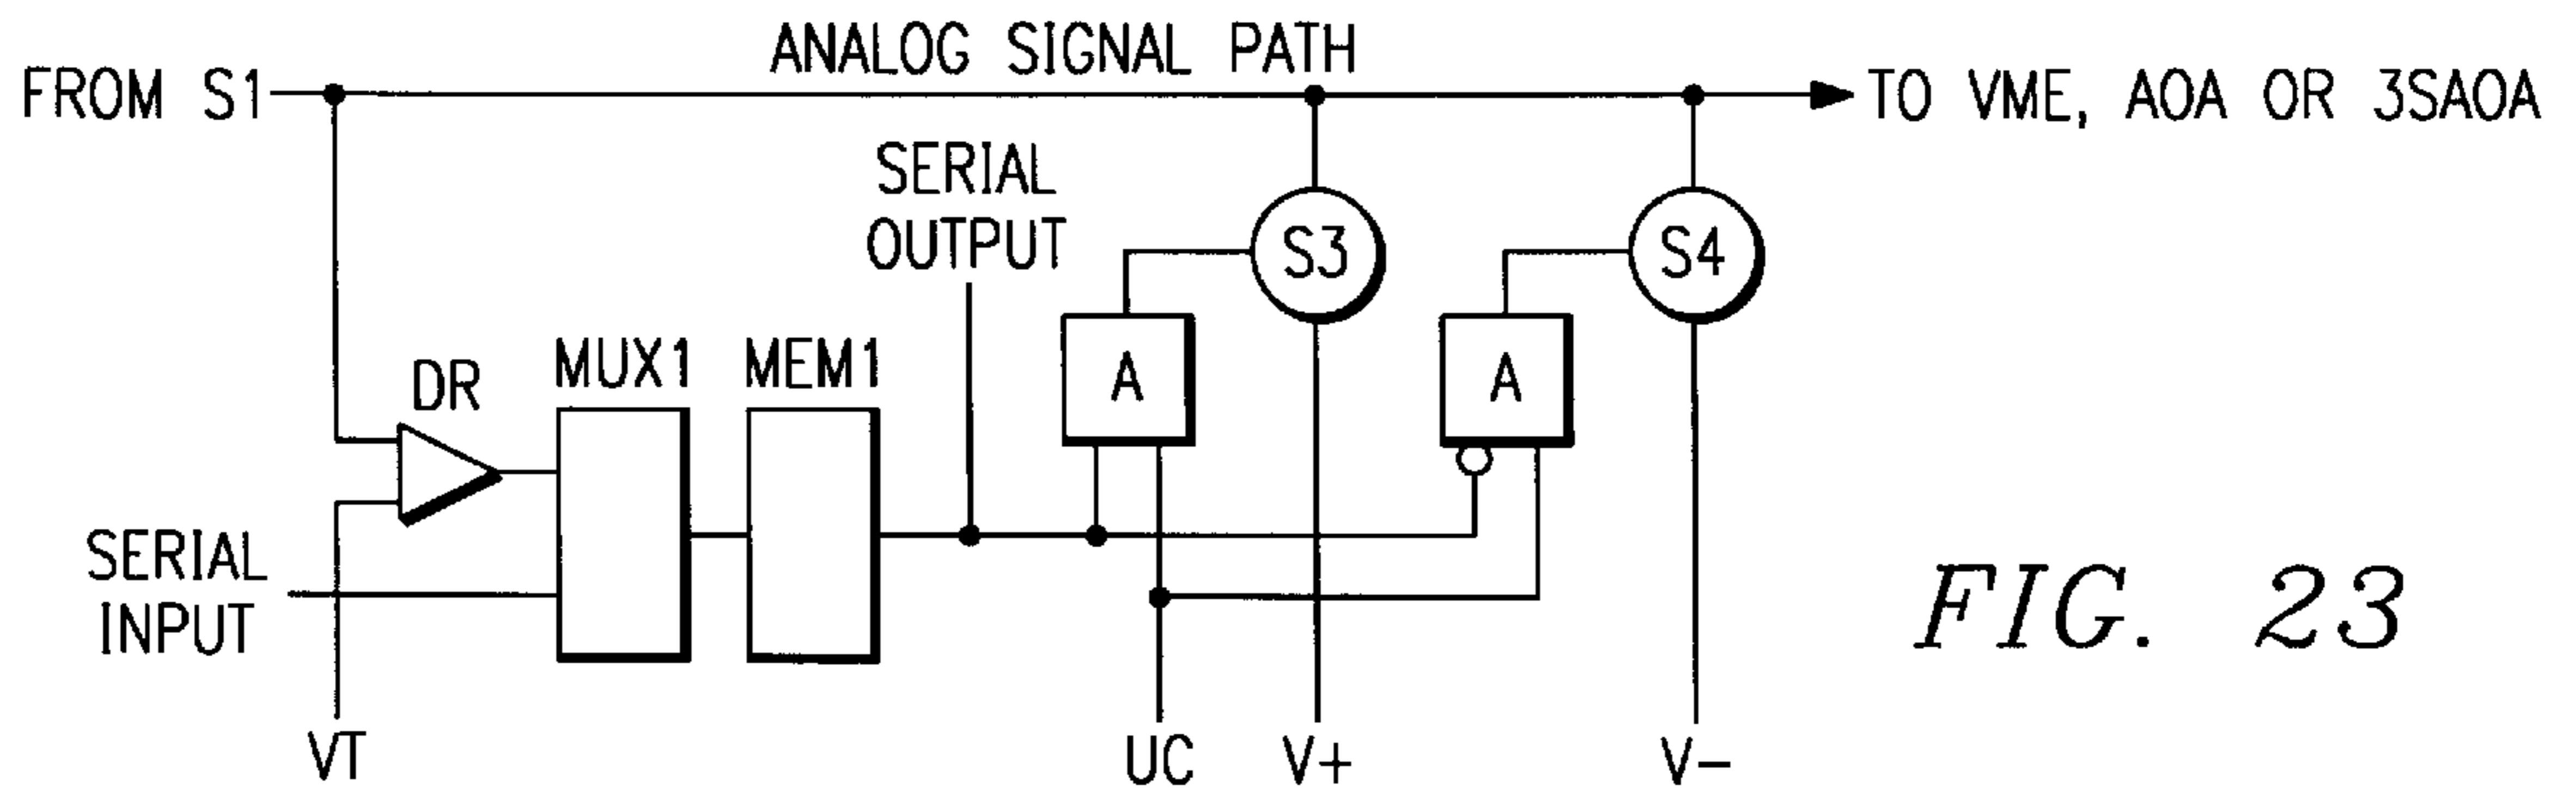 ANALOG SIGNAL PATH
FROM S1
TO VME, AOA OR 3SAOA
SERIAL
OUTPUT
S3
S4
DR
MUX1
MEM1
A
A
SERIAL
INPUT
FIG. 23
VT
UC
V+
V-